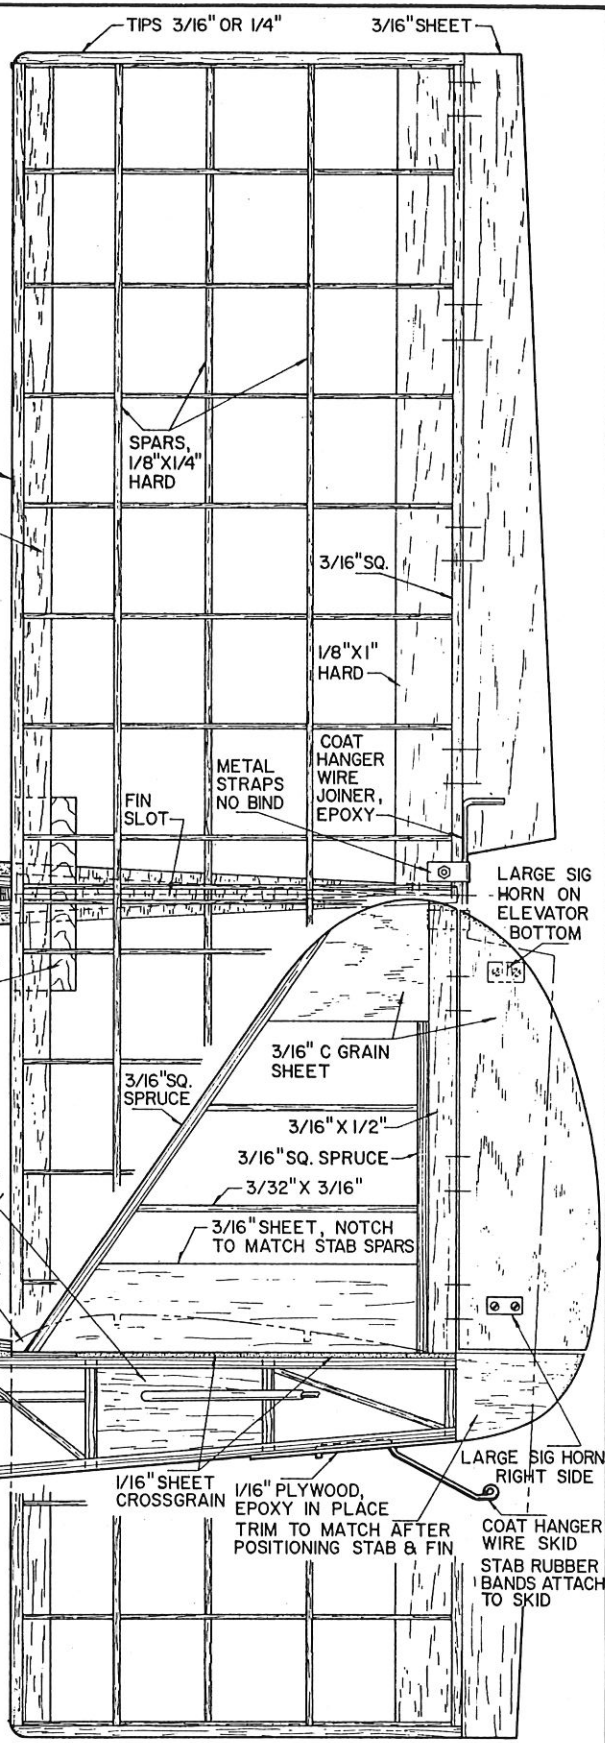 TIPS 3/16" OR 1/4"
3/16" SHEET
SPARS,
1/8"X1/4"
HARD
3/16" SQ.
1/8"X1"
HARD
COAT
HANGER
WIRE
JOINER,
EPOXY
METAL
STRAPS
NO BIND
FIN
SLOT
LARGE SIG
HORN ON
ELEVATOR
BOTTOM
3/16" C GRAIN
SHEET
3/16"SQ.
SPRUCE
3/16" X 1/2"
3/16" SQ. SPRUCE
3/32" X 3/16"
3/16" SHEET, NOTCH
TO MATCH STAB SPARS
LARGE SIG HORN
RIGHT SIDE
1/16" SHEET
CROSSGRAIN
1/16" PLYWOOD,
EPOXY IN PLACE
TRIM TO MATCH AFTER
POSITIONING STAB & FIN
COAT HANGER
WIRE SKID
STAB RUBBER
BANDS ATTACH
TO SKID